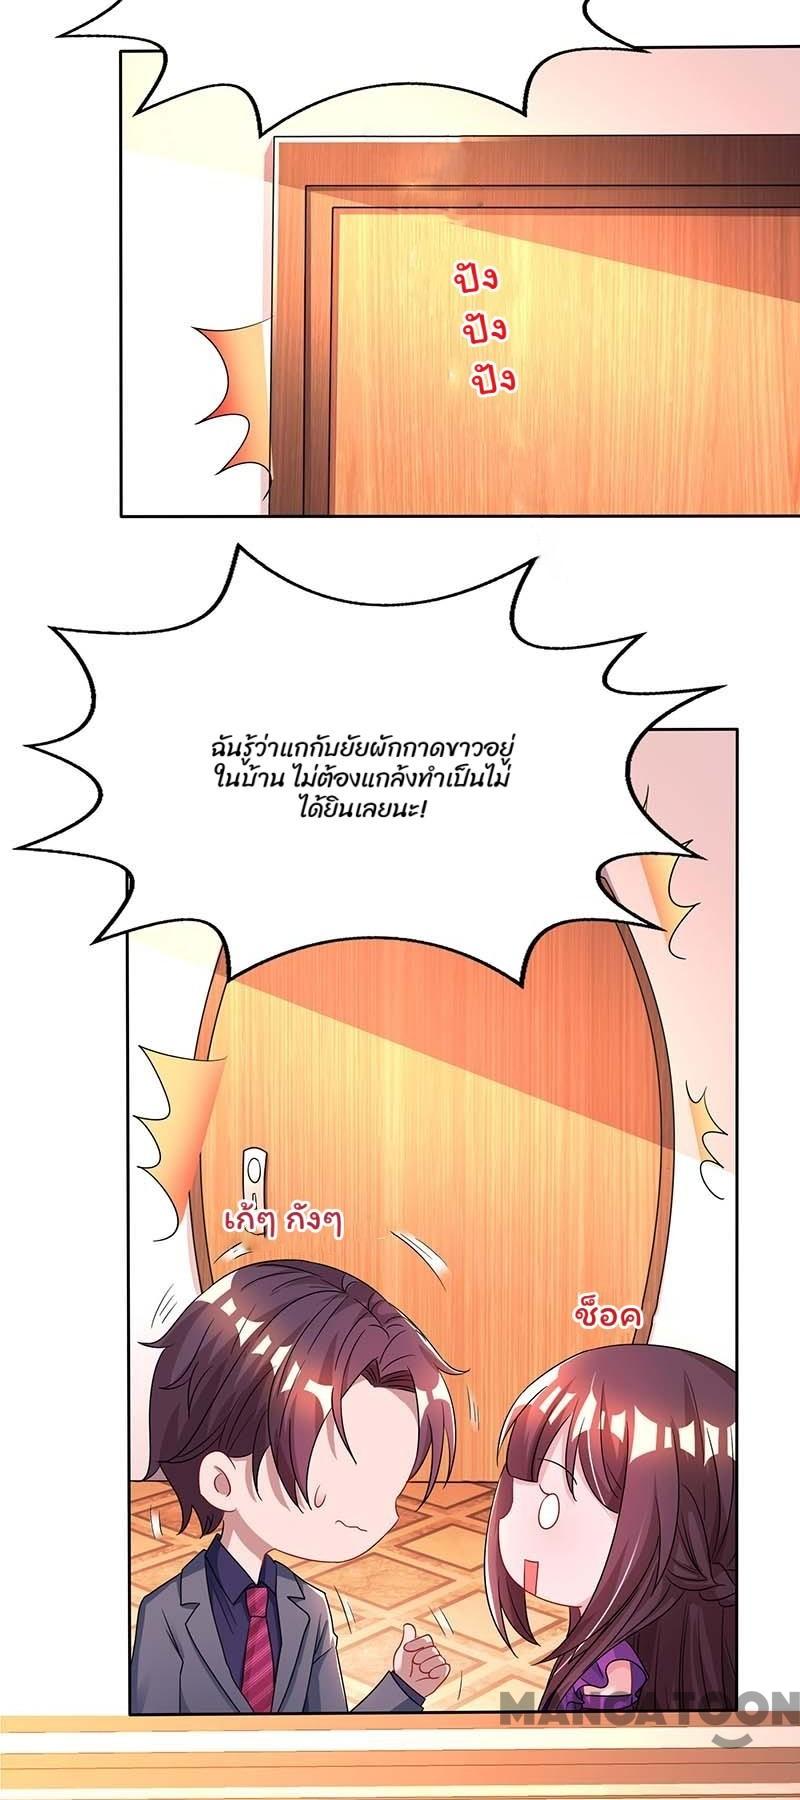 ปัง
ปัง
ปัง
ฉันรู้ว่าแกกับยัยผักกาดขาวอยู่
ในบ้าน ไม่ต้องแกล้งทำเป็นไม่
ได้ยินเลยนะ!
เก้ๆ กังๆ
ช็อค
MANGATOON